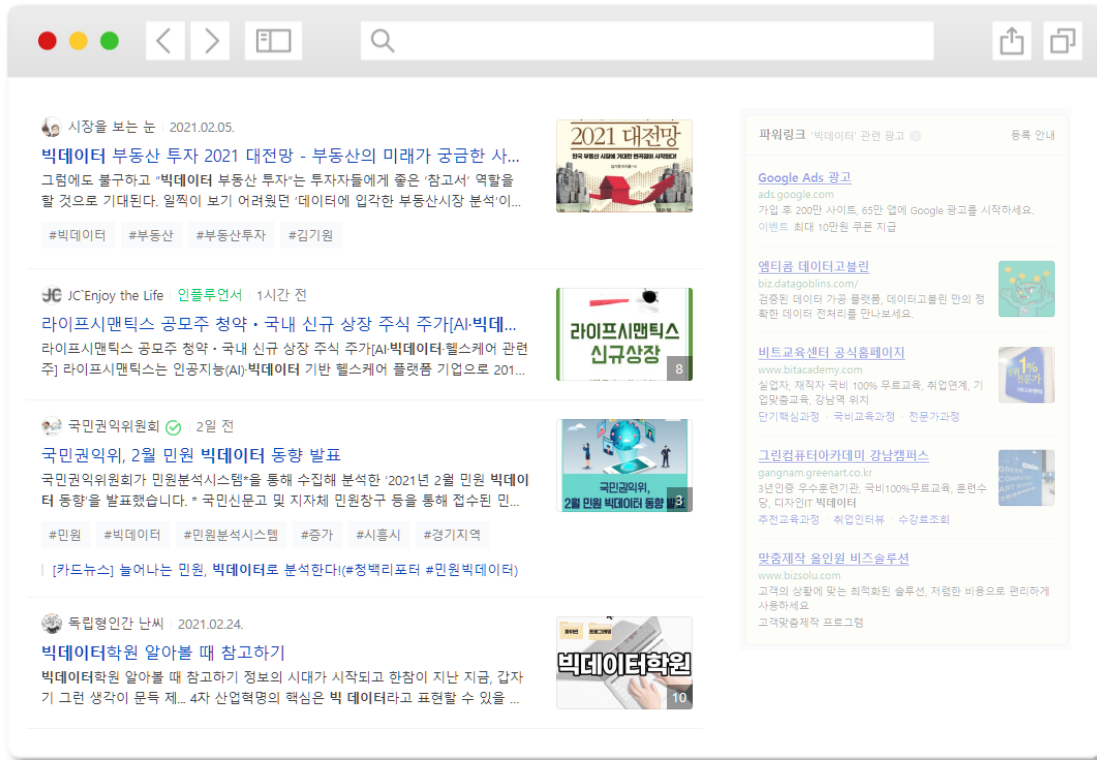 시장을 보는 눈 2021.02.05.
빅데이터 부동산 투자 2021 대전망 - 부동산의 미래가 궁금한 사...
그럼에도 불구하고 "빅데이터 부동산 투자"는 투자자들에게 좋은 '참고서' 역할을
할 것으로 기대된다. 일찍이 보기 어려웠던 '데이터에 입각한 부동산시장 분석'이...
#빅데이터 #부동산 #부동산투자 #김기원
2021 대전망
JC`Enjoy the Life 인플루언서 1시간 전
라이프시맨틱스 공모주 청약・국내 신규 상장 주식 주가[AI·빅데...
라이프시맨틱스 공모주 청약・국내 신규 상장 주식 주가[AI·빅데이터·헬스케어 관련
주] 라이프시맨틱스는 인공지능(AI)·빅데이터 기반 헬스케어 플랫폼 기업으로 201...
라이프시맨틱스
신규상장
8
국민권익위원회 2일 전
국민권익위, 2월 민원 빅데이터 동향 발표
국민권익위원회가 민원분석시스템*을 통해 수집해 분석한 '2021년 2월 민원 빅데이
터 동향'을 발표했습니다. * 국민신문고 및 지자체 민원창구 등을 통해 접수된 민...
#민원 #빅데이터 #민원분석시스템 #증가 #시흥시 #경기지역
[카드뉴스] 늘어나는 민원, 빅데이터로 분석한다!(#청백리포터 #민원빅데이터)
국민권익위,
2월 민원 빅데이터 동향 발표
3
독립형인간 난씨 2021.02.24.
빅데이터학원 알아볼 때 참고하기
빅데이터학원 알아볼 때 참고하기 정보의 시대가 시작되고 한참이 지난 지금, 갑자
기 그런 생각이 문득 제... 4차 산업혁명의 핵심은 빅 데이터라고 표현할 수 있을 ...
빅데이터학원
10
파워링크 '빅데이터' 관련 광고 등록 안내
Google Ads 광고
ads.google.com
가입 후 200만 사이트, 65만 앱에 Google 광고를 시작하세요.
이벤트 최대 10만원 쿠폰 지급
엠티콤 데이터고블린
biz.datagoblins.com/
검증된 데이터 가공 플랫폼, 데이터고블린 만의 정
확한 데이터 전처리를 만나보세요.
비트교육센터 공식홈페이지
www.bitacademy.com
실업자, 재직자 국비 100% 무료교육, 취업연계, 기
업맞춤교육, 강남역 위치
단기핵심과정 · 국비교육과정 · 전문가과정
그린컴퓨터아카데미 강남캠퍼스
gangnam.greenart.co.kr
3년인증 우수훈련기관, 국비100%무료교육, 훈련수
당, 디자인IT 빅데이터
추천교육과정 · 취업인터뷰 · 수강료조회
맞춤제작 올인원 비즈솔루션
www.bizsolu.com
고객의 상황에 맞는 최적화된 솔루션, 저렴한 비용으로 편리하게
사용하세요
고객맞춤제작 프로그램